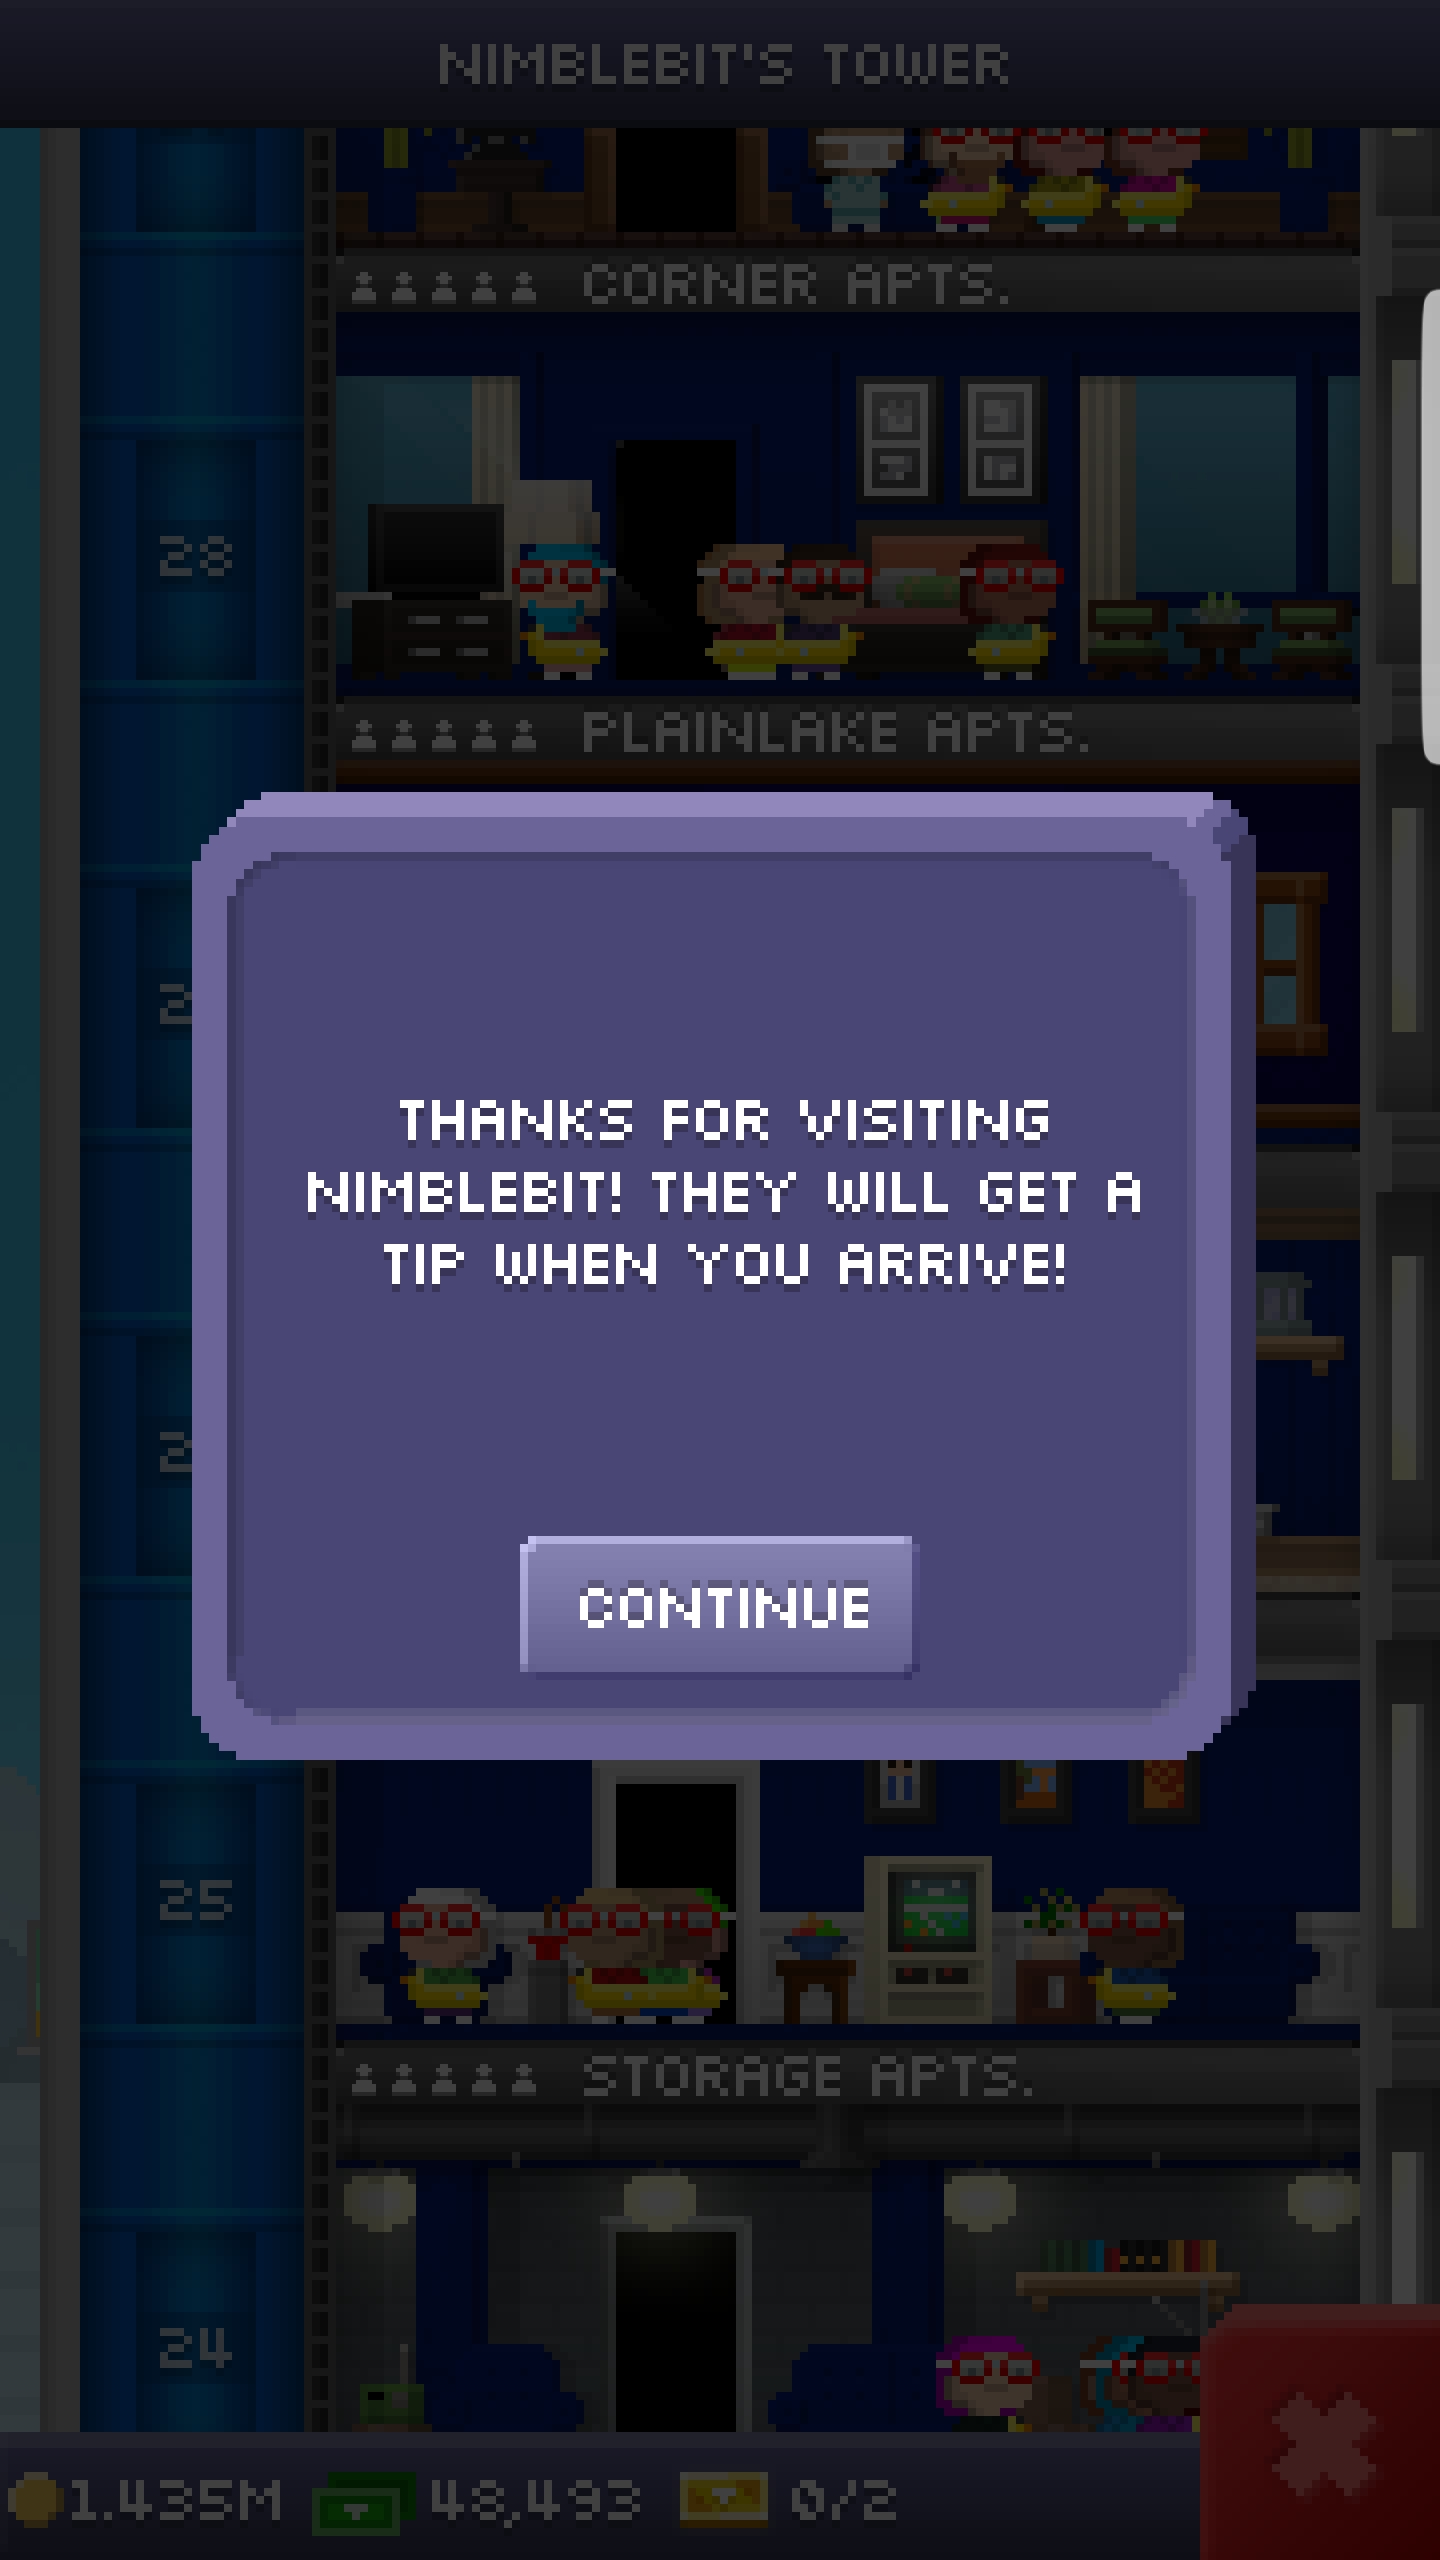 NIMBLEBIT'S TOWER
CORNER APTS.
28
PLAINLAKE APTS.
THANKS FOR VISITING
NIMBLEBIT! THEY WILL GET A
TIP WHEN YOU ARRIVE!
CONTINUE
25
STORAGE APTS.
24
1.435M 48,493 0/2